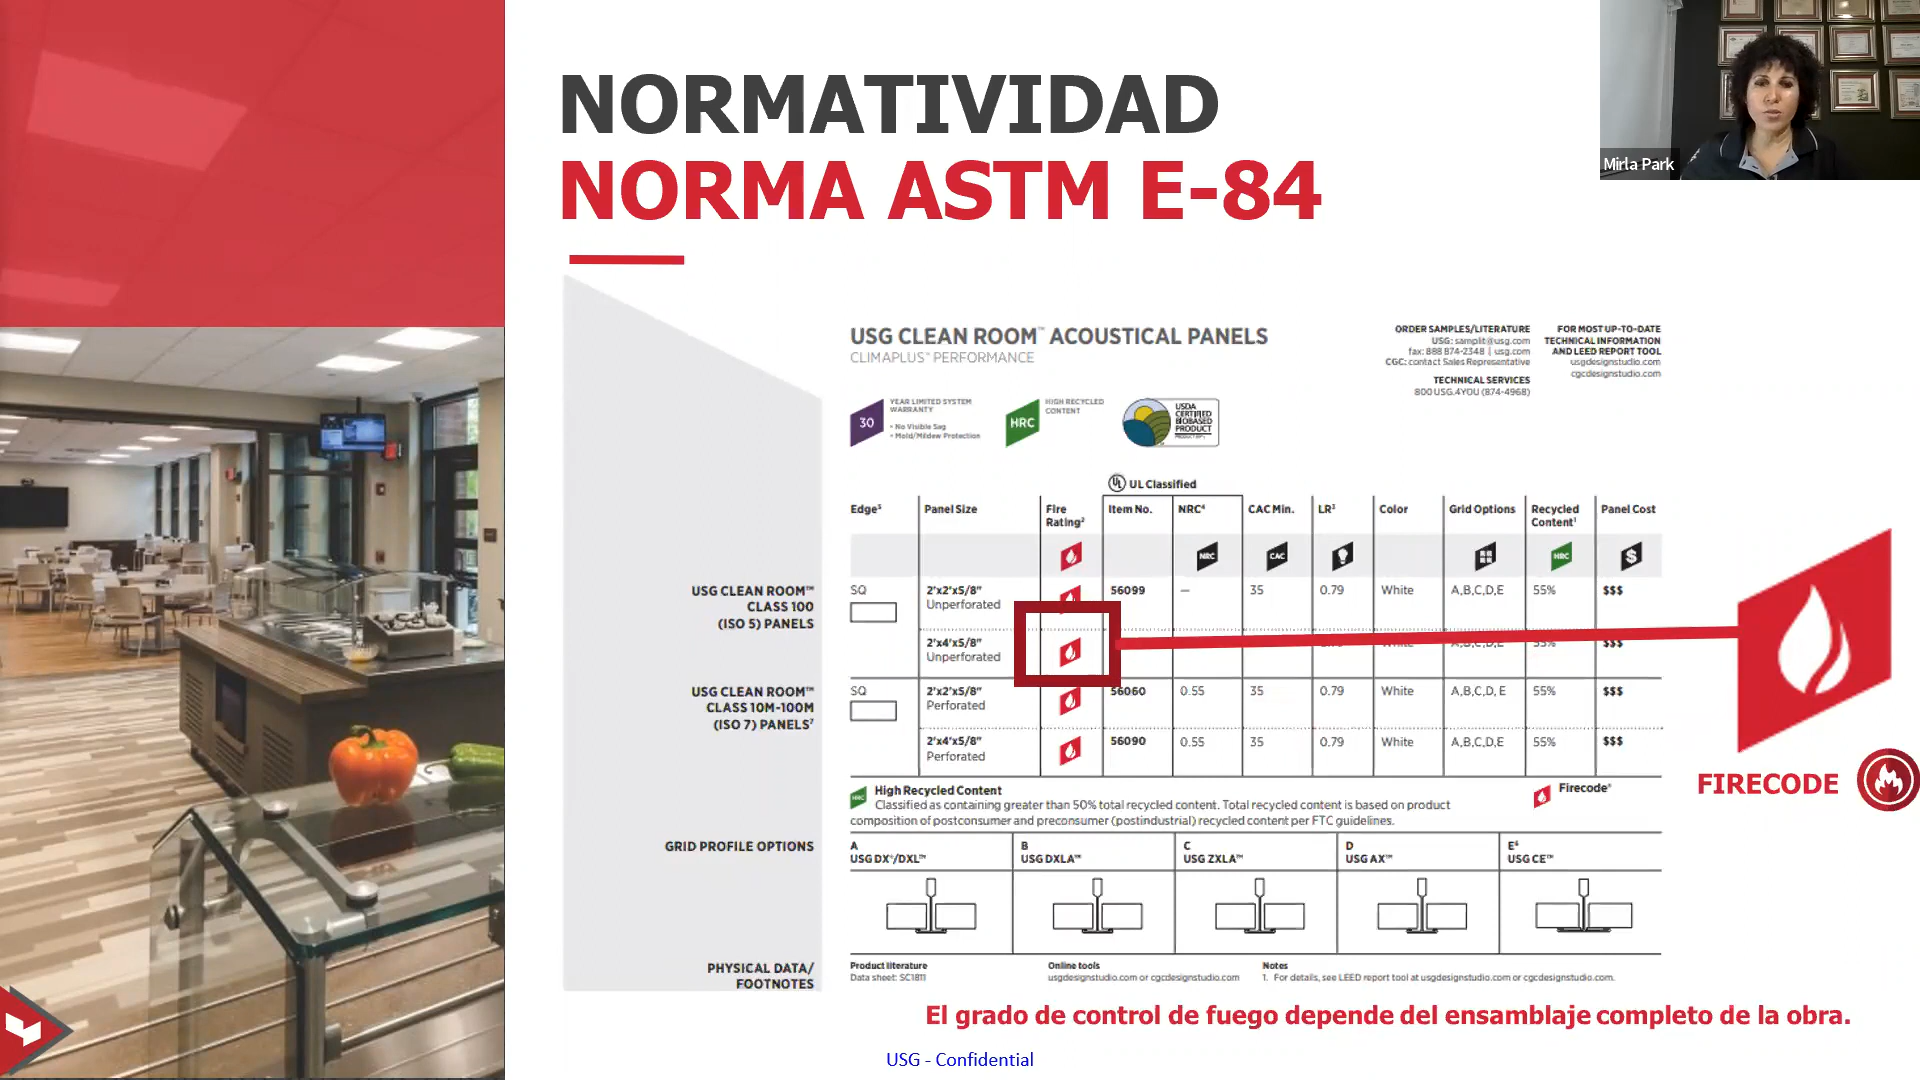 NORMATIVIDAD
NORMA ASTM E-84
Mirla Park
USG CLEAN ROOM™ ACOUSTICAL PANELS
CLIMAPLUS™ PERFORMANCE
ORDER SAMPLES/LITERATURE
USG: samplit@usg.com
fax: 888 874-2348 | usg.com
CGC: contact Sales Representative
TECHNICAL SERVICES
800 USG.4YOU (874-4968)
FOR MOST UP-TO-DATE
TECHNICAL INFORMATION
AND LEED REPORT TOOL
usgdesignstudio.com
cgcdesignstudio.com
30
YEAR LIMITED SYSTEM
WARRANTY
• No Visible Sag
• Mold/Mildew Protection
HRC
HIGH RECYCLED
CONTENT
USDA
CERTIFIED
BIOBASED
PRODUCT
UL UL Classified
Edge⁵ Panel Size Fire Rating² Item No. NRC⁴ CAC Min. LR³ Color Grid Options Recycled Content¹ Panel Cost
NRC CAC HRC $
USG CLEAN ROOM™
CLASS 100
(ISO 5) PANELS
SQ 2'x2'x5/8" Unperforated 56099 — 35 0.79 White A,B,C,D,E 55% $$$
2'x4'x5/8" Unperforated White A,B,C,D,E 55% $$$
USG CLEAN ROOM™
CLASS 10M-100M
(ISO 7) PANELS⁷
SQ 2'x2'x5/8" Perforated 56060 0.55 35 0.79 White A,B,C,D, E 55% $$$
2'x4'x5/8" Perforated 56090 0.55 35 0.79 White A,B,C,D,E 55% $$$
HRC High Recycled Content
Classified as containing greater than 50% total recycled content. Total recycled content is based on product
composition of postconsumer and preconsumer (postindustrial) recycled content per FTC guidelines.
Firecode®
FIRECODE
GRID PROFILE OPTIONS
A
USG DX®/DXL™
B
USG DXLA™
C
USG ZXLA™
D
USG AX™
E⁶
USG CE™
PHYSICAL DATA/
FOOTNOTES
Product literature
Data sheet: SC1811
Online tools
usgdesignstudio.com or cgcdesignstudio.com
Notes
1. For details, see LEED report tool at usgdesignstudio.com or cgcdesignstudio.com.
El grado de control de fuego depende del ensamblaje completo de la obra.
USG - Confidential